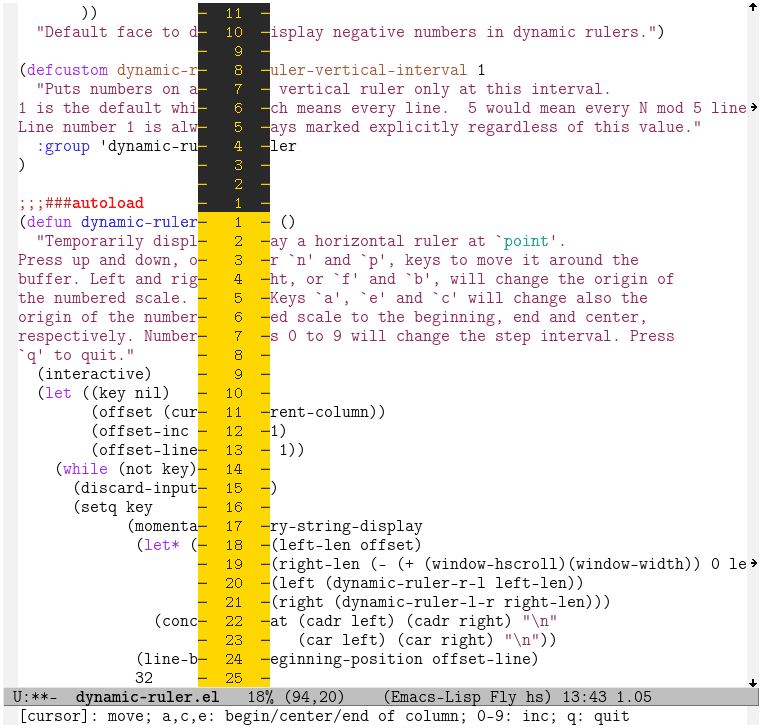 ))            –  11  –
  "Default face to d–  10  –isplay negative numbers in dynamic rulers.")
                    –   9  –
(defcustom dynamic-r–   8  –uler-vertical-interval 1
  "Puts numbers on a–   7  – vertical ruler only at this interval.
1 is the default whi–   6  –ch means every line.  5 would mean every N mod 5 line
Line number 1 is alw–   5  –ays marked explicitly regardless of this value."
  :group 'dynamic-ru–   4  –ler
)                   –   3  –
                    –   2  –
;;;###autoload      –   1  –
(defun dynamic-ruler–   1  – ()
  "Temporarily displ–   2  –ay a horizontal ruler at `point'.
Press up and down, o–   3  –r `n' and `p', keys to move it around the
buffer. Left and rig–   4  –ht, or `f' and `b', will change the origin of
the numbered scale. –   5  –Keys `a', `e' and `c' will change also the
origin of the number–   6  –ed scale to the beginning, end and center,
respectively. Number–   7  –s 0 to 9 will change the step interval. Press
`q' to quit."       –   8  –
  (interactive)     –   9  –
  (let ((key nil)   –  10  –
        (offset (cur–  11  –rent-column))
        (offset-inc –  12  –1)
        (offset-line–  13  – 1))
    (while (not key)–  14  –
      (discard-input–  15  –)
      (setq key     –  16  –
            (momenta–  17  –ry-string-display
             (let* (–  18  –(left-len offset)
                    –  19  –(right-len (- (+ (window-hscroll)(window-width)) 0 le
                    –  20  –(left (dynamic-ruler-r-l left-len))
                    –  21  –(right (dynamic-ruler-l-r right-len)))
               (conc–  22  –at (cadr left) (cadr right) "\n"
                    –  23  –   (car left) (car right) "\n"))
             (line-b–  24  –eginning-position offset-line)
             32     –  25  –
U:**-  dynamic-ruler.el   18% (94,20)    (Emacs-Lisp Fly hs) 13:43 1.05
[cursor]: move; a,c,e: begin/center/end of column; 0-9: inc; q: quit